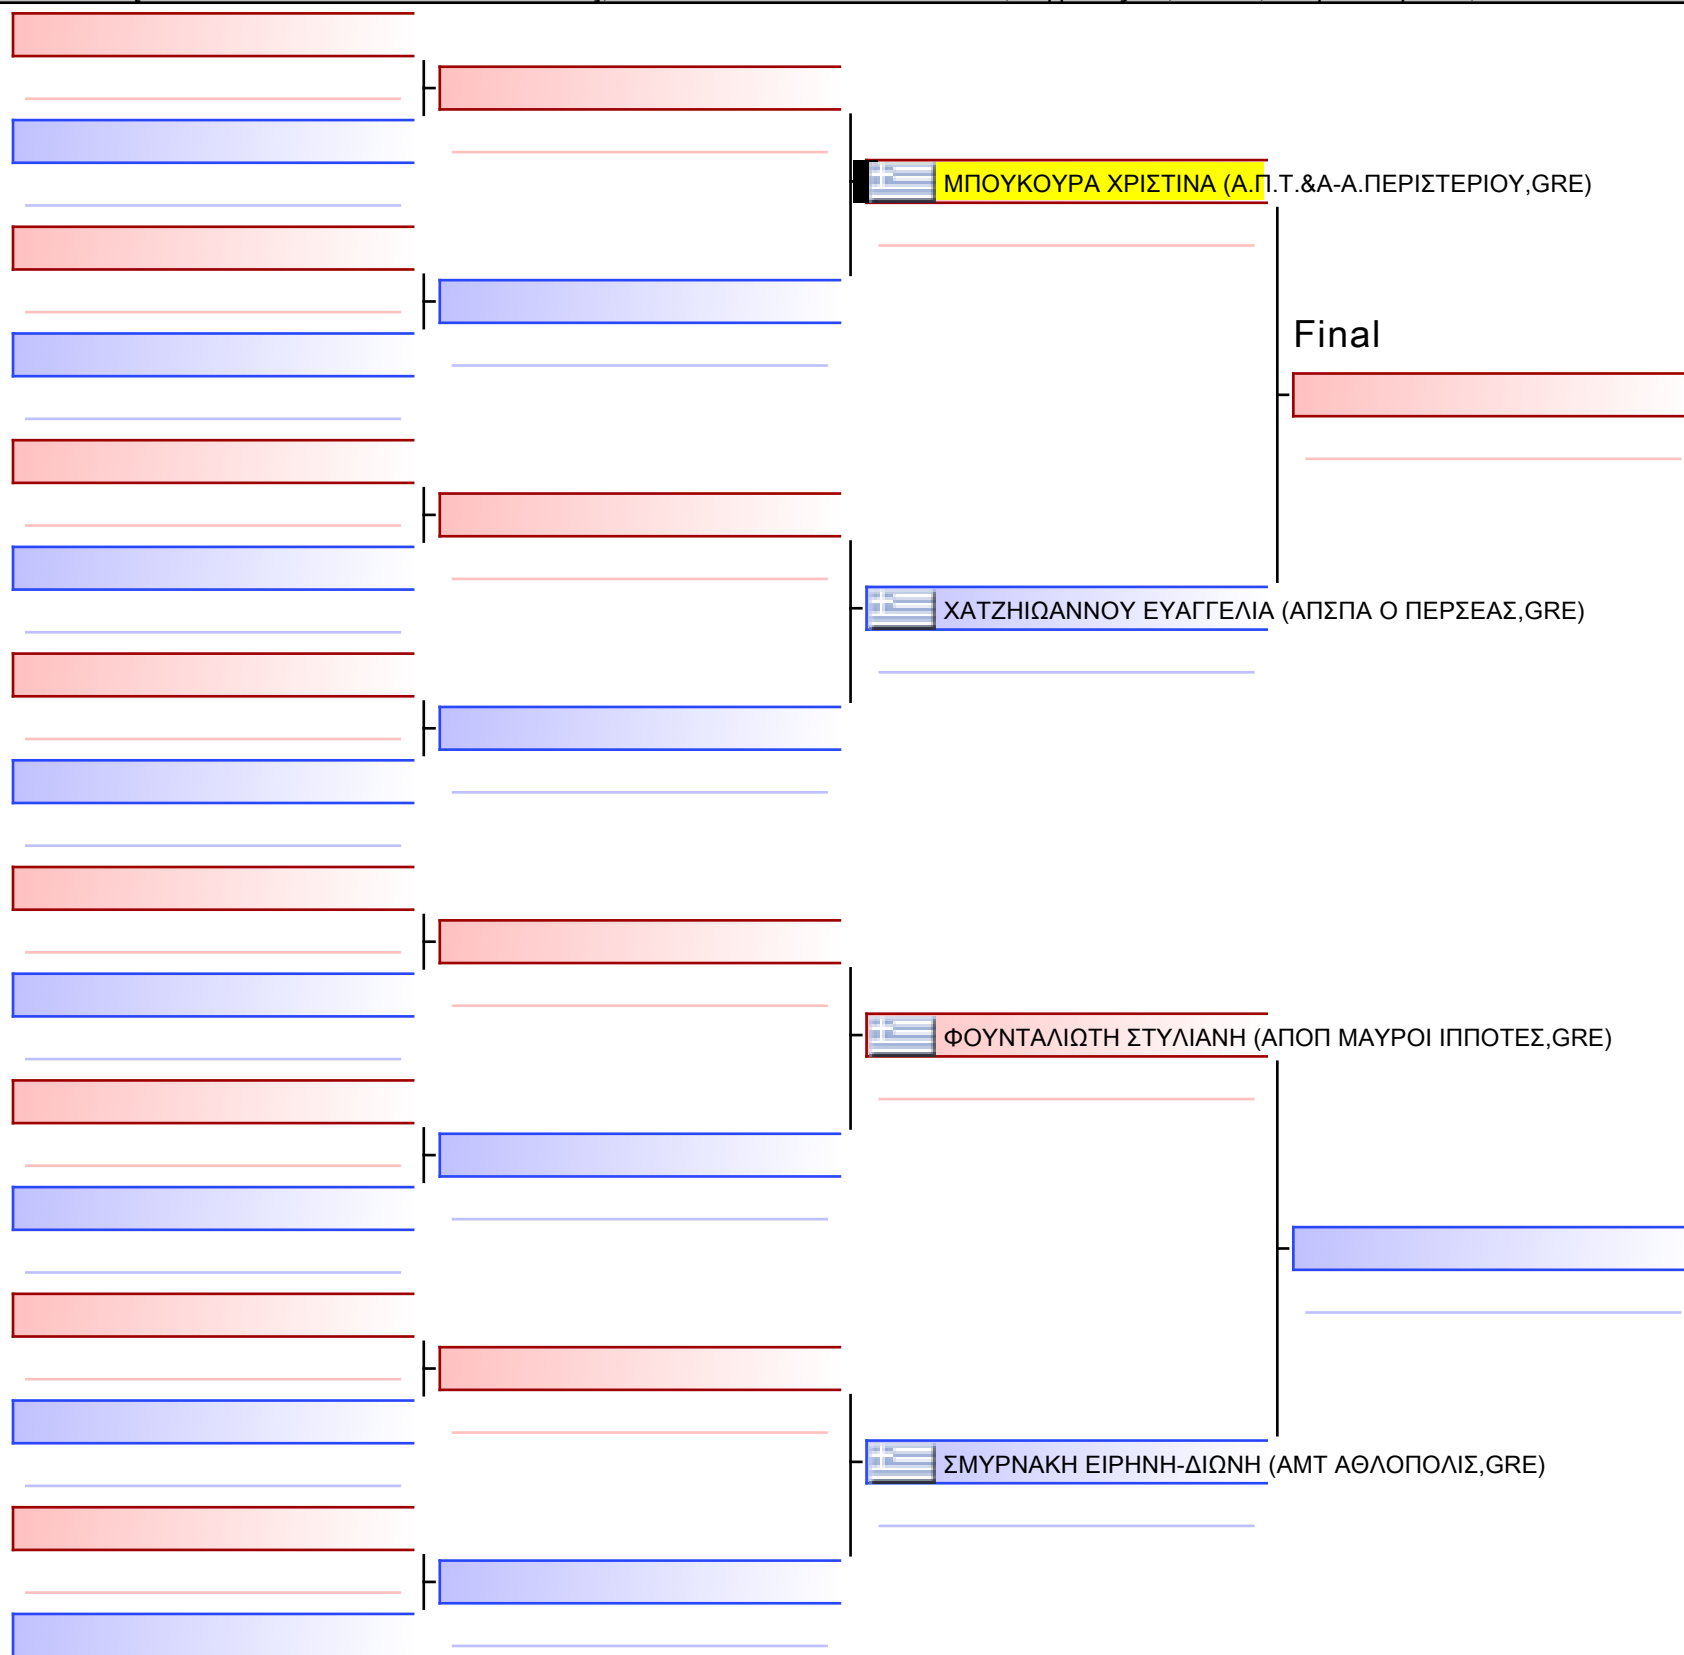 ΜΠΟΥΚΟΥΡΑ ΧΡΙΣΤΙΝΑ (Α.Π.Τ.&Α-Α.ΠΕΡΙΣΤΕΡΙΟΥ,GRE)
Final
ΧΑΤΖΗΙΩΑΝΝΟΥ ΕΥΑΓΓΕΛΙΑ (ΑΠΣΠΑ Ο ΠΕΡΣΕΑΣ,GRE)
ΦΟΥΝΤΑΛΙΩΤΗ ΣΤΥΛΙΑΝΗ (ΑΠΟΠ ΜΑΥΡΟΙ ΙΠΠΟΤΕΣ,GRE)
ΣΜΥΡΝΑΚΗ ΕΙΡΗΝΗ-ΔΙΩΝΗ (ΑΜΤ ΑΘΛΟΠΟΛΙΣ,GRE)